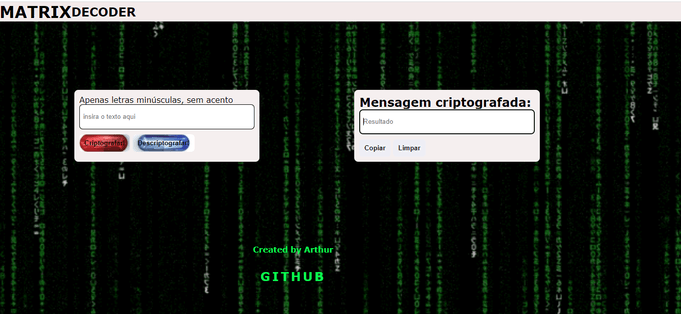 MATRIXDECODER
Apenas letras minúsculas, sem acento
insira o texto aqui
Criptografar
Descriptografar
Mensagem criptografada:
Resultado
Copiar
Limpar
Created by Arthur
GITHUB